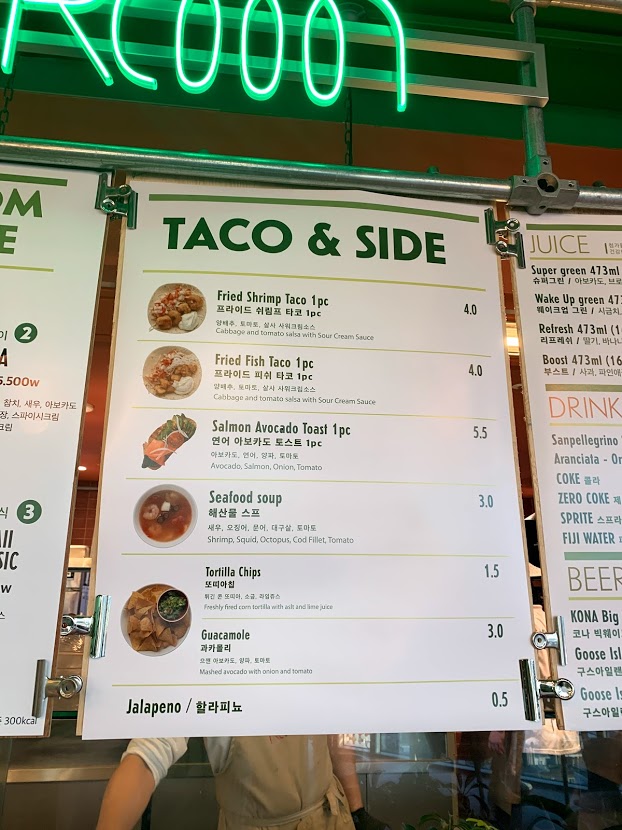 OM
E
이 2
A
5.500w
참치, 새우, 아보카도
장, 스파이시크림
크림
식 3
AII
SIC
w
스
300kcal
TACO & SIDE
Fried Shrimp Taco 1pc 4.0
프라이드 쉬림프 타코 1pc
양배추, 토마토, 살사 사워크림소스
Cabbage and tomato salsa with Sour Cream Sauce
Fried Fish Taco 1pc 4.0
프라이드 피쉬 타코 1pc
양배추, 토마토, 살사 사워크림소스
Cabbage and tomato salsa with Sour Cream Sauce
Salmon Avocado Toast 1pc 5.5
연어 아보카도 토스트 1pc
아보카도, 연어, 양파, 토마토
Avocado, Salmon, Onion, Tomato
Seafood soup 3.0
해산물 스프
새우, 오징어, 문어, 대구살, 토마토
Shrimp, Squid, Octopus, Cod Fillet, Tomato
Tortilla Chips 1.5
또띠아칩
튀긴 콘 또띠아, 소금, 라임쥬스
Freshly fired corn tortilla with aslt and lime juice
Guacamole 3.0
과카몰리
으깬 아보카도, 양파, 토마토
Mashed avocado with onion and tomato
Jalapeno / 할라피뇨 0.5
JUICE
Super green 473ml
슈퍼그린 / 아보카도, 브로
Wake Up green 47
웨이크업 그린 / 시금치,
Refresh 473ml (16
리프레쉬 / 딸기, 바나나
Boost 473ml (16
부스트 / 사과, 파인애
DRINK
Sanpellegrino
Aranciata - Or
COKE 콜라
ZERO COKE 제
SPRITE 스프라
FIJI WATER
BEER
KONA Big
코나 빅웨이
Goose Isl
구스아일랜
Goose Isl
구스아일